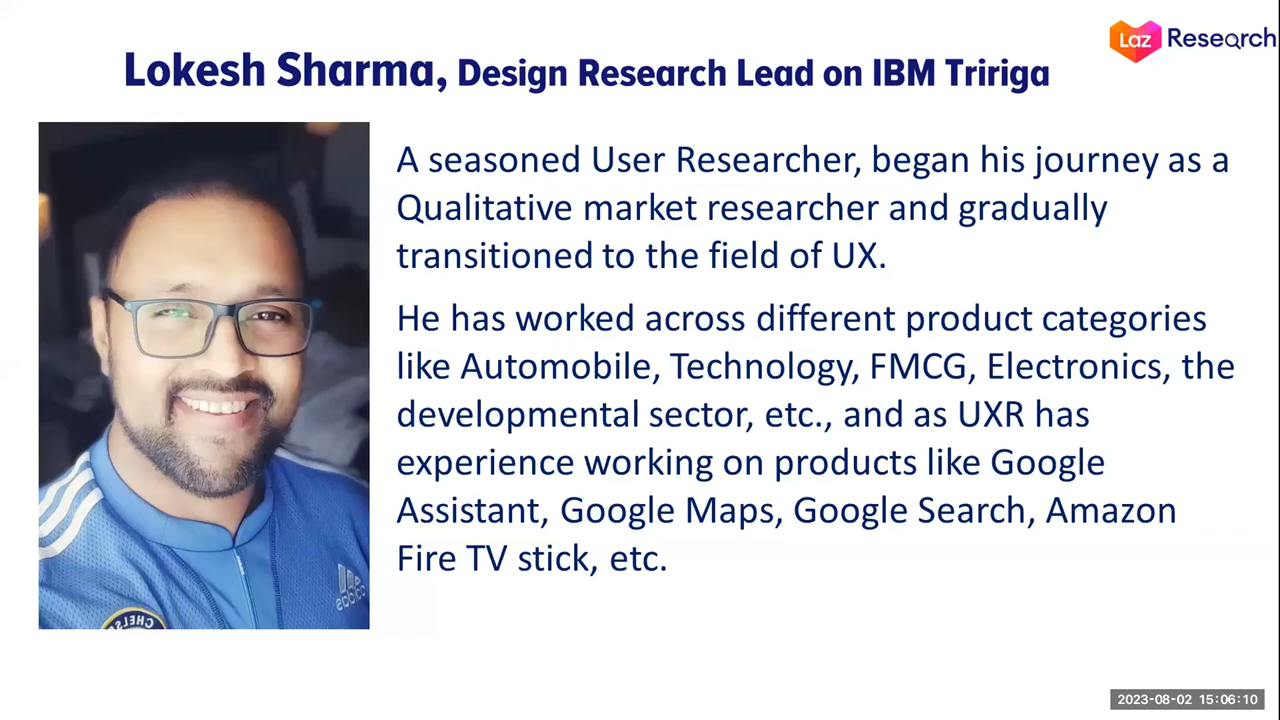 Laz Research
Lokesh Sharma, Design Research Lead on IBM Tririga
A seasoned User Researcher, began his journey as a
Qualitative market researcher and gradually
transitioned to the field of UX.
He has worked across different product categories
like Automobile, Technology, FMCG, Electronics, the
developmental sector, etc., and as UXR has
experience working on products like Google
Assistant, Google Maps, Google Search, Amazon
Fire TV stick, etc.
adidas
CHELS
2023-08-02 15:06:10